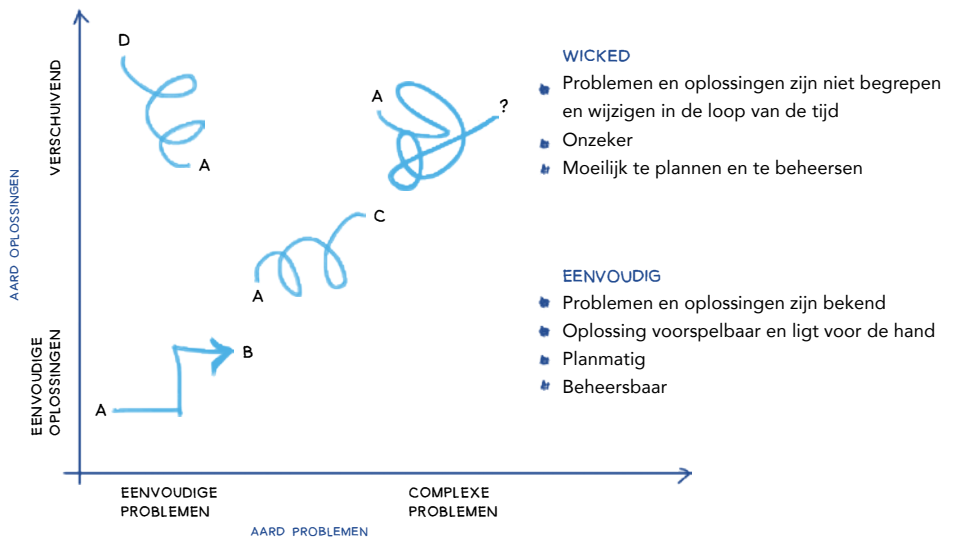 D
A
VERSCHUIVEND
AARD OPLOSSINGEN
EENVOUDIGE
OPLOSSINGEN
A
?
A
C
A
B
EENVOUDIGE
PROBLEMEN
COMPLEXE
PROBLEMEN
AARD PROBLEMEN
WICKED
Problemen en oplossingen zijn niet begrepen
en wijzigen in de loop van de tijd
Onzeker
Moeilijk te plannen en te beheersen
EENVOUDIG
Problemen en oplossingen zijn bekend
Oplossing voorspelbaar en ligt voor de hand
Planmatig
Beheersbaar